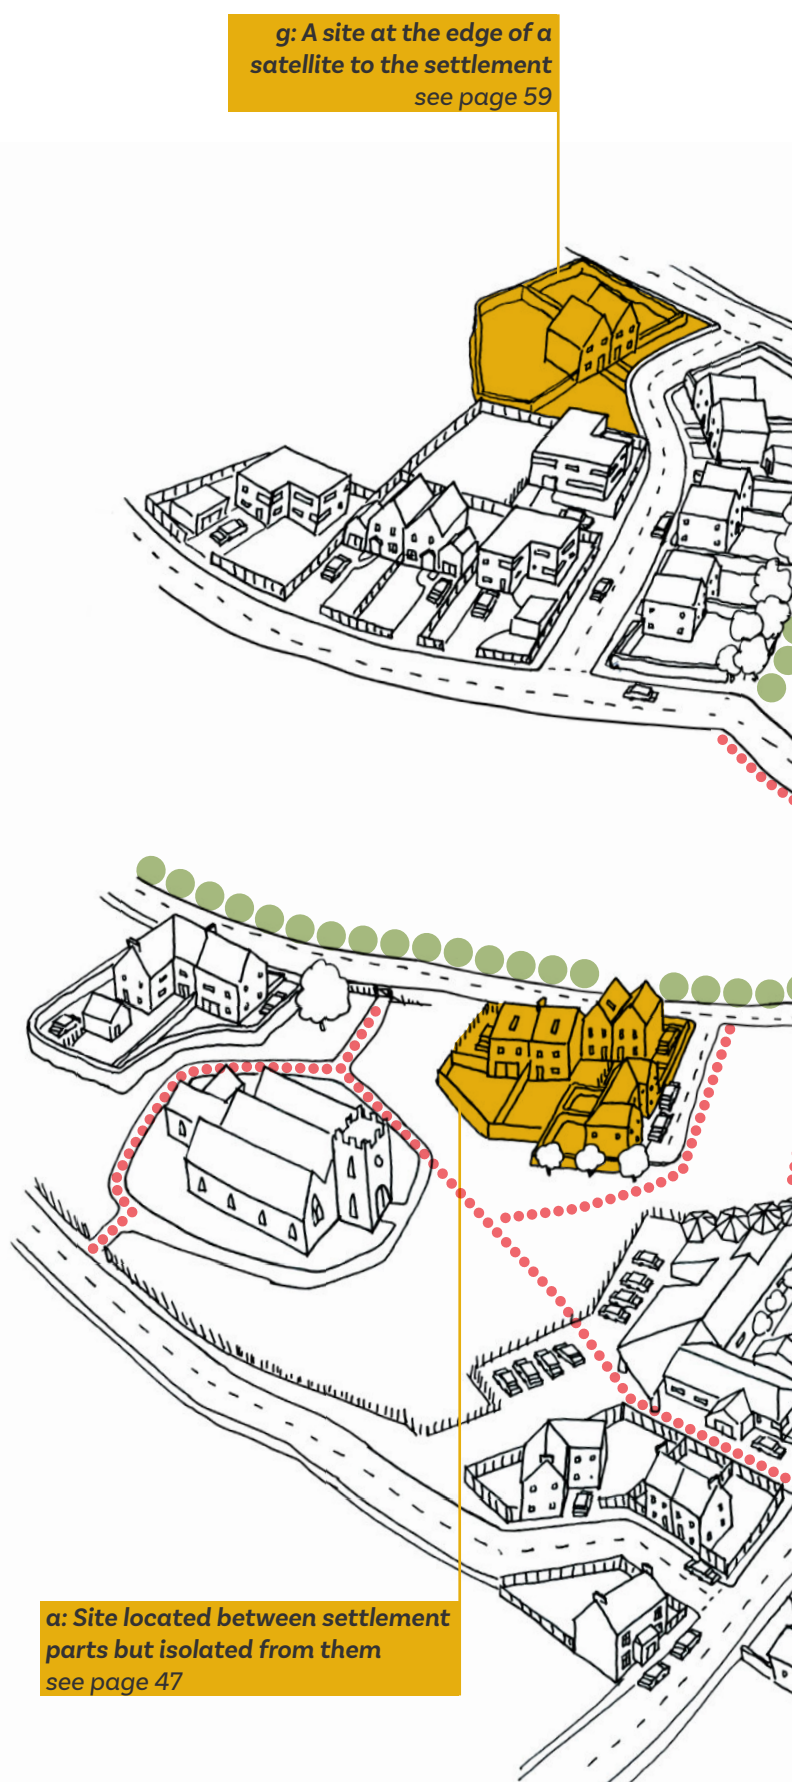 g: A site at the edge of a
satellite to the settlement
see page 59
a: Site located between settlement
parts but isolated from them
see page 47